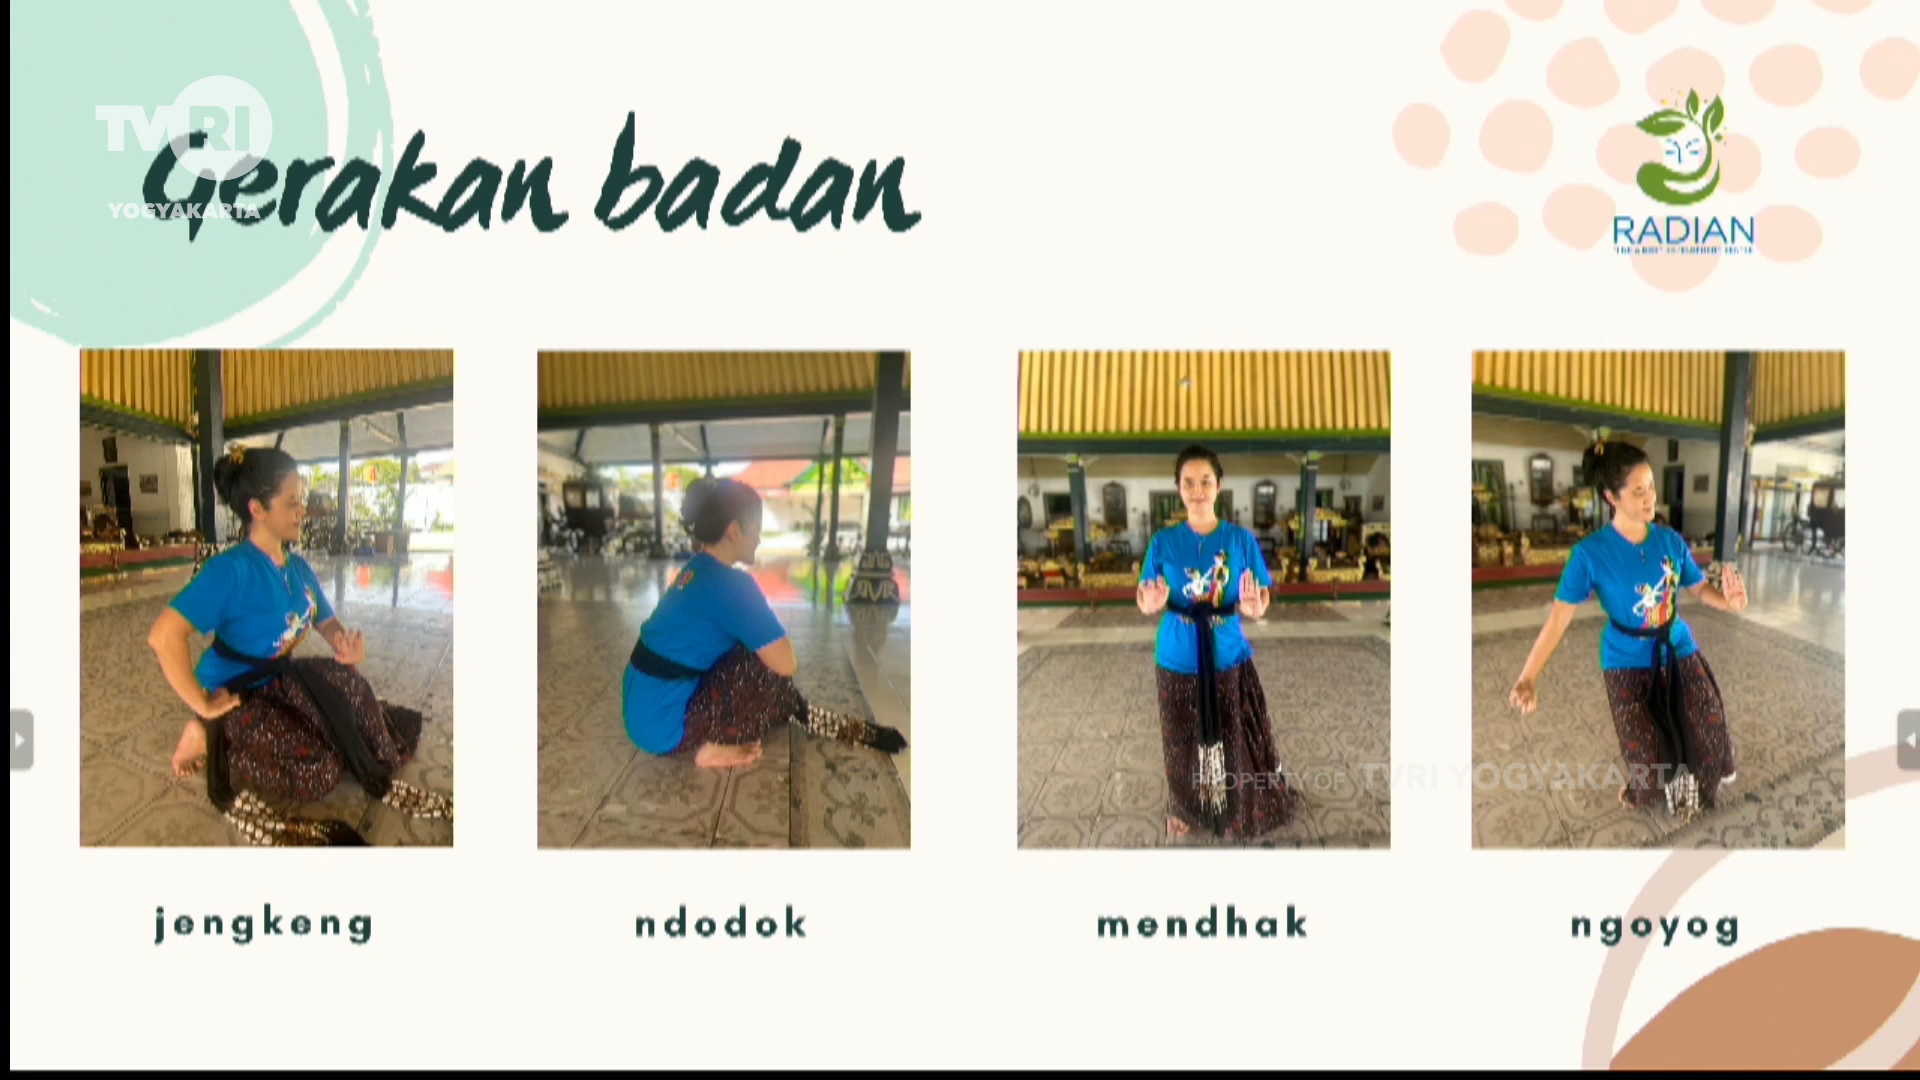 TVRI
YOGYAKARTA
Gerakan badan
RADIAN
PROPERTY OF TVRI YOGYAKARTA
jengkeng
ndodok
mendhak
ngoyog